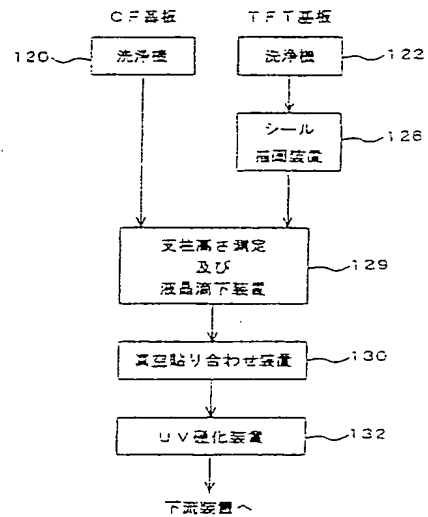 CF基板
TFT基板
120
洗浄機
洗浄機
122
シール
描画装置
126
支柱高さ測定
及び
液晶滴下装置
129
真空貼り合わせ装置
130
UV硬化装置
132
下流装置へ